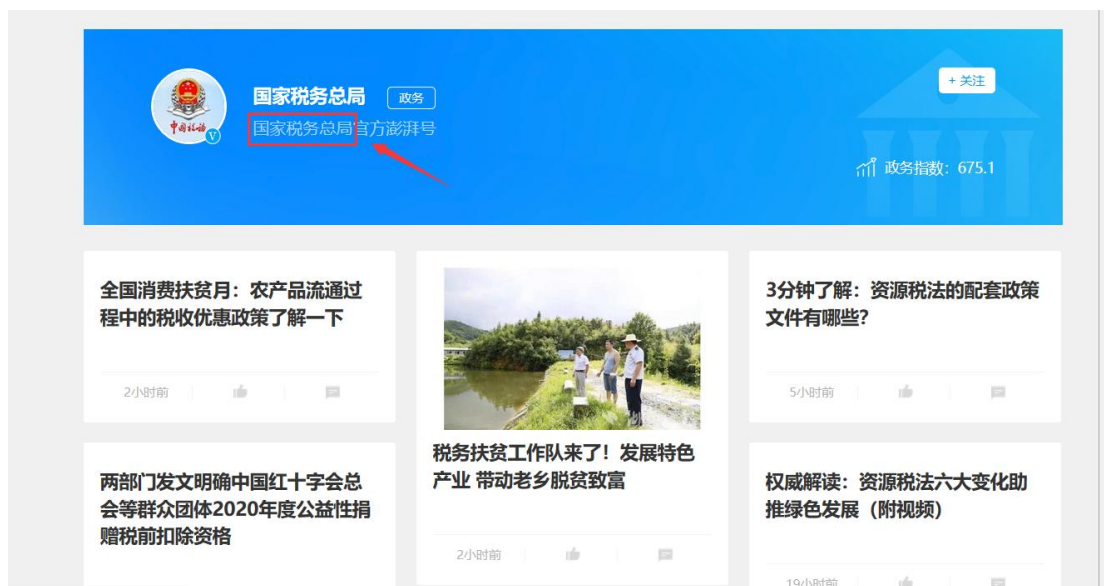 国家税务总局 政务
国家税务总局官方澎湃号
中国税务
V
+ 关注
政务指数：675.1
全国消费扶贫月：农产品流通过
程中的税收优惠政策了解一下
2小时前
两部门发文明确中国红十字会总
会等群众团体2020年度公益性捐
赠税前扣除资格
税务扶贫工作队来了！发展特色
产业 带动老乡脱贫致富
2小时前
3分钟了解：资源税法的配套政策
文件有哪些？
5小时前
权威解读：资源税法六大变化助
推绿色发展（附视频）
19小时前